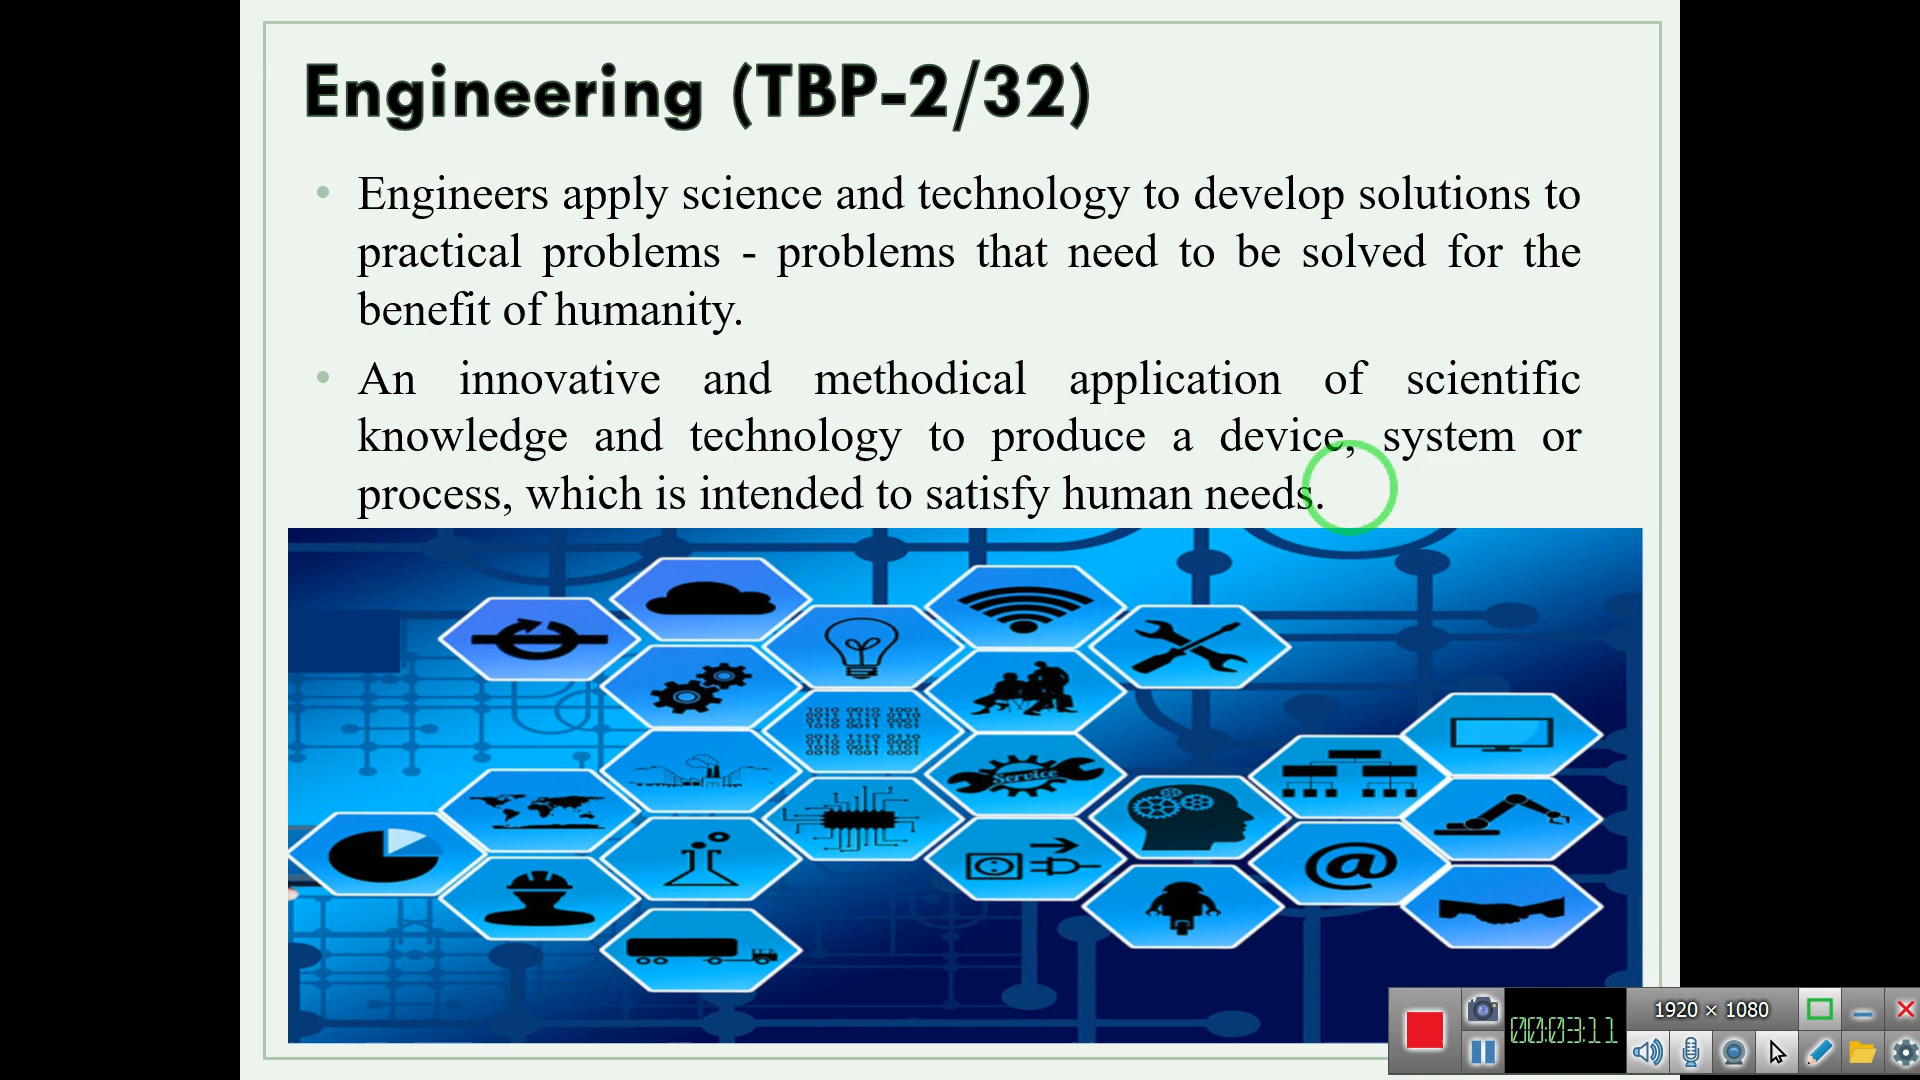 Engineering (TBP-2/32)
• Engineers apply science and technology to develop solutions to
practical problems - problems that need to be solved for the
benefit of humanity.
• An innovative and methodical application of scientific
knowledge and technology to produce a device, system or
process, which is intended to satisfy human needs.
Service
@
1920 × 1080
00:03:11